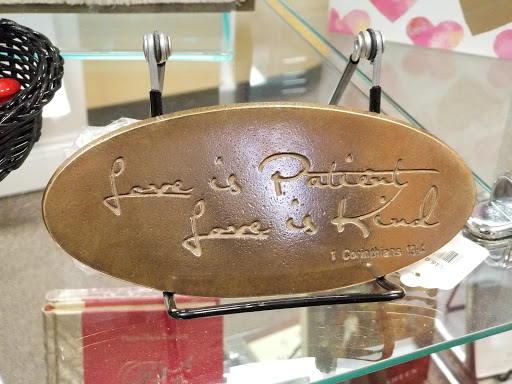 Love is Patient
Love is Kind
1 Corinthians 13:4